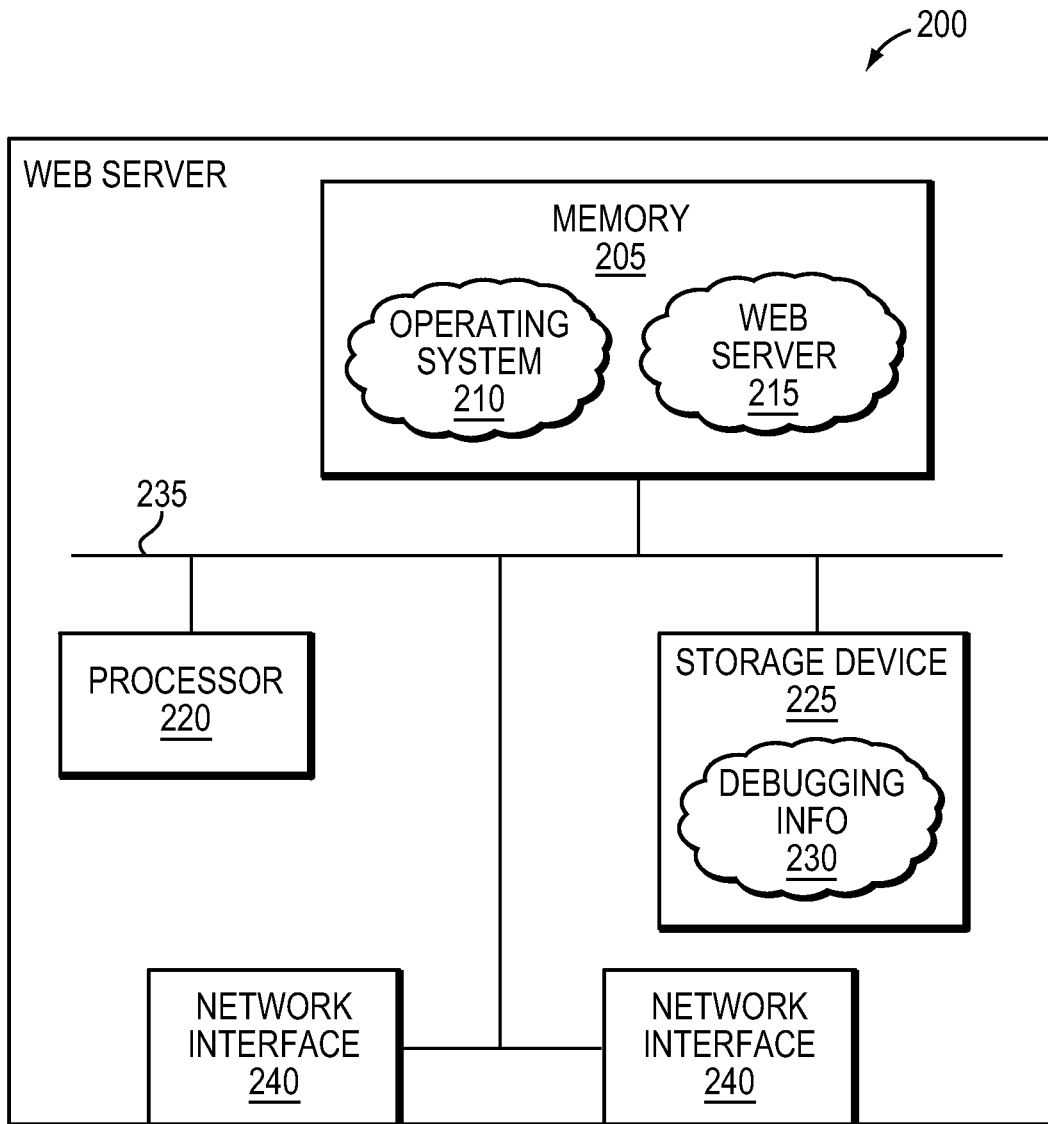 200
WEB SERVER
MEMORY
205
OPERATING
SYSTEM
210
WEB
SERVER
215
235
PROCESSOR
220
STORAGE DEVICE
225
DEBUGGING
INFO
230
NETWORK
INTERFACE
240
NETWORK
INTERFACE
240